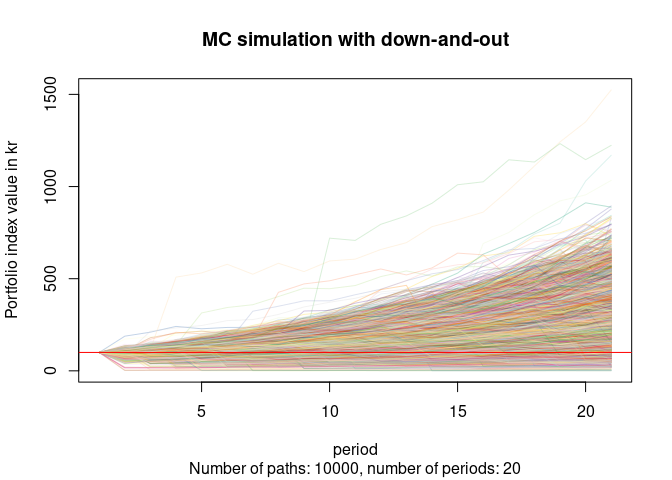 MC simulation with down-and-out
Portfolio index value in kr
1500
1000
500
0
5 10 15 20
period
Number of paths: 10000, number of periods: 20